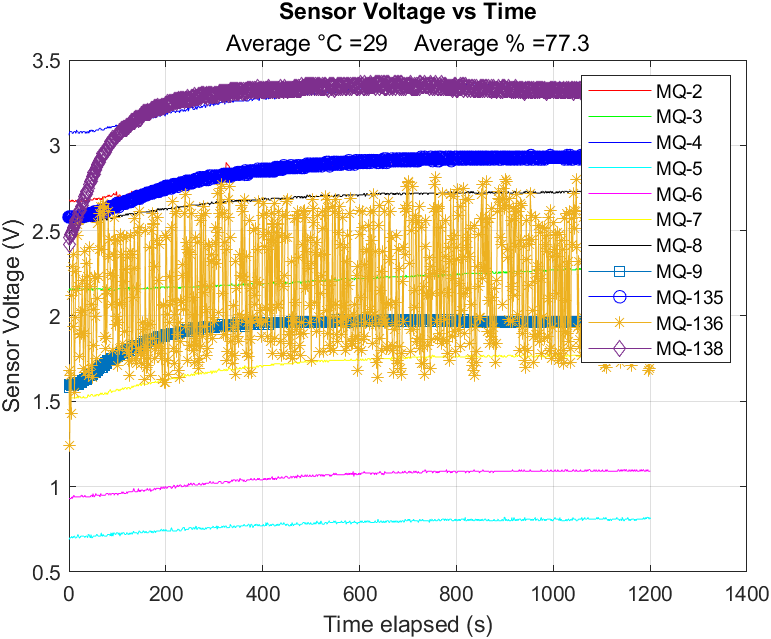 Sensor Voltage vs Time
Average °C =29 Average % =77.3
Sensor Voltage (V)
3.5
3
2.5
2
1.5
1
0.5
MQ-2
MQ-3
MQ-4
MQ-5
MQ-6
MQ-7
MQ-8
MQ-9
MQ-135
MQ-136
MQ-138
0 200 400 600 800 1000 1200 1400
Time elapsed (s)